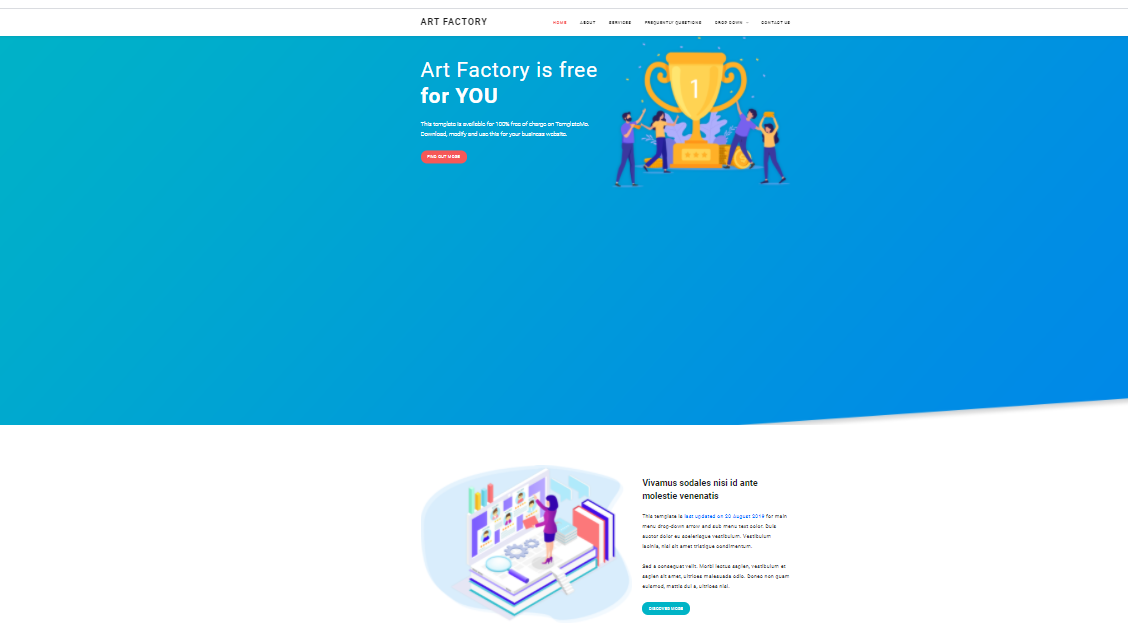 ART FACTORY
HOME ABOUT SERVICES FREQUENTLY QUESTIONS DROP DOWN CONTACT US
Art Factory is free
for YOU
This template is available for 100% free of charge on TemplateMo.
Download, modify and use this for your business website.
FIND OUT MORE
1
Vivamus sodales nisi id ante
molestie venenatis
This template is last updated on 20 August 2019 for main
menu drop-down arrow and sub menu text color. Duis
auctor dolor eu scelerisque vestibulum. Vestibulum
lacinia, nisl sit amet tristique condimentum.
Sed a consequat velit. Morbi lectus sapien, vestibulum et
sapien sit amet, ultrices malesuada odio. Donec non quam
euismod, mattis dui a, ultrices nisi.
DISCOVER MORE